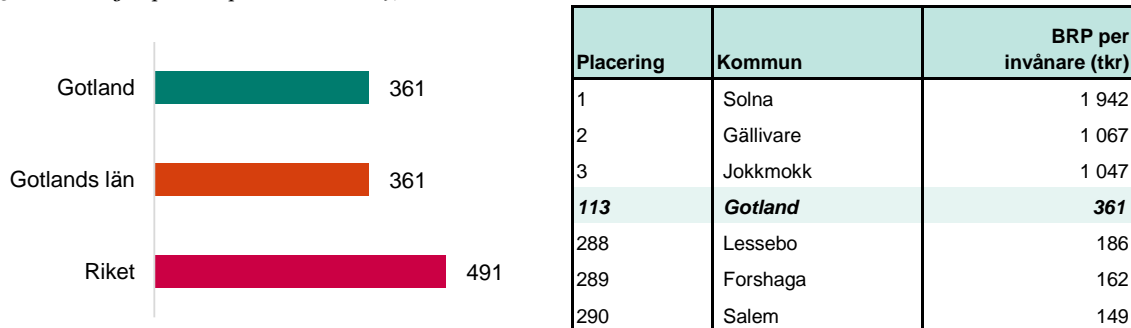 Gotland 361
Gotlands län 361
Riket 491
Placering Kommun BRP per invånare (tkr)
1 Solna 1 942
2 Gällivare 1 067
3 Jokkmokk 1 047
113 Gotland 361
288 Lessebo 186
289 Forshaga 162
290 Salem 149